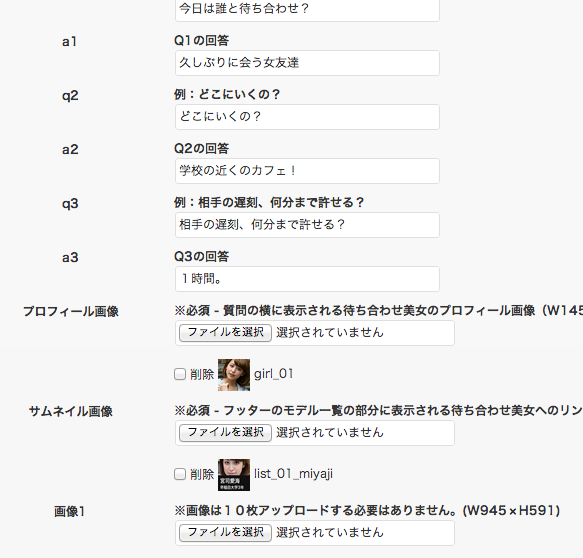 今日は誰と待ち合わせ？
a1
Q1の回答
久しぶりに会う女友達
q2
例：どこにいくの？
どこにいくの？
a2
Q2の回答
学校の近くのカフェ！
q3
例：相手の遅刻、何分まで許せる？
相手の遅刻、何分まで許せる？
a3
Q3の回答
１時間。
プロフィール画像
※必須 - 質問の横に表示される待ち合わせ美女のプロフィール画像（W145
ファイルを選択 選択されていません
削除 girl_01
サムネイル画像
※必須 - フッターのモデル一覧の部分に表示される待ち合わせ美女へのリン
ファイルを選択 選択されていません
削除 list_01_miyaji
宮司愛海
早稲田大学2年
画像1
※画像は１０枚アップロードする必要はありません。(W945×H591)
ファイルを選択 選択されていません